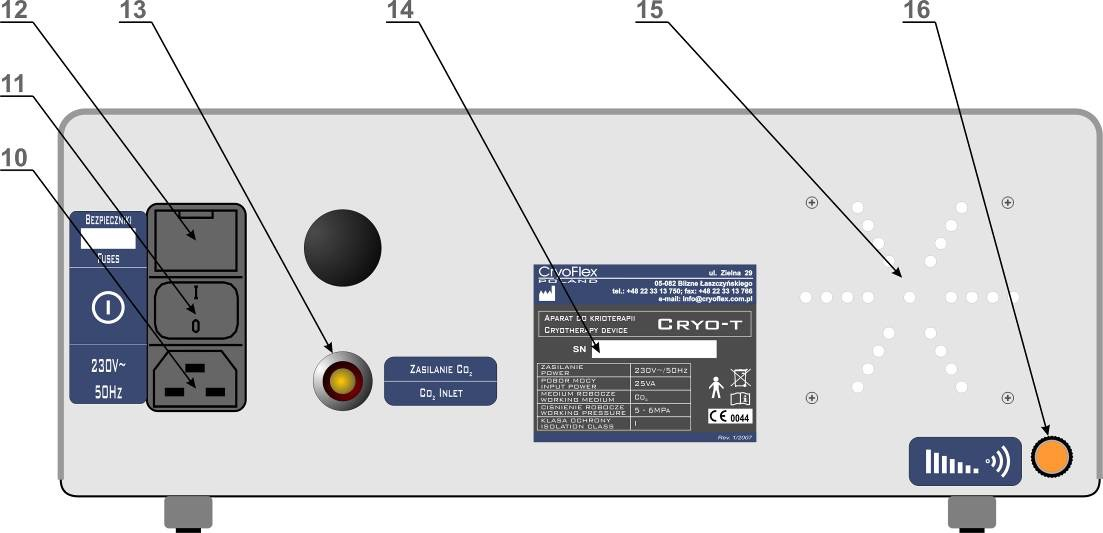 12
13
14
15
16
11
10
BEZPIECZNIKI
FUSES
I
0
230V~
50Hz
ZASILANIE CO₂
CO₂ INLET
CRYOFLEX
POLAND
ul. Zielna 29
05-082 Blizne Łaszczyńskiego
tel.: +48 22 33 13 750; fax: +48 22 33 13 766
e-mail: info@cryoflex.com.pl
APARAT DO KRIOTERAPII
CRYOTHERAPY DEVICE
CRYO-T
SN
ZASILANIE
POWER
230V~/50Hz
POBÓR MOCY
INPUT POWER
25VA
MEDIUM ROBOCZE
WORKING MEDIUM
CO₂
CIŚNIENIE ROBOCZE
WORKING PRESSURE
5 - 6MPA
KLASA OCHRONY
ISOLATION CLASS
I
CE 0044
Rev. 1/2007